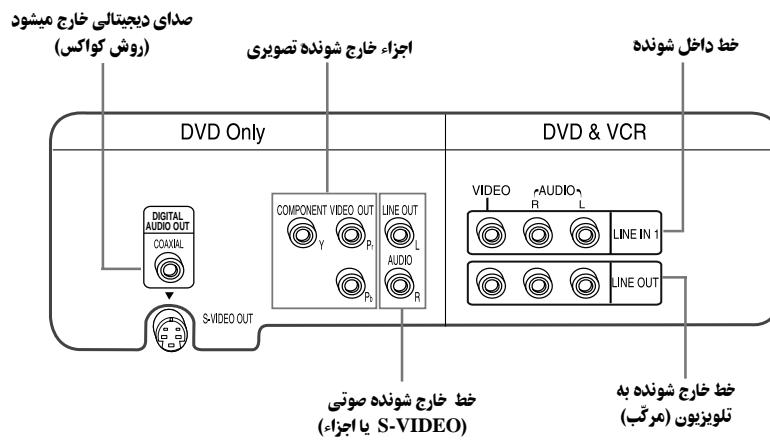 صدای دیجیتالی خارج میشود
(روش کواکس)
اجزاء خارج شونده تصویری
خط داخل شونده
DVD Only
DVD & VCR
DIGITAL
AUDIO OUT
COAXIAL
S-VIDEO OUT
COMPONENT VIDEO OUT
Y
Pr
Pb
LINE OUT
L
AUDIO
R
VIDEO
AUDIO
R
L
LINE IN 1
LINE OUT
خط خارج شونده صوتی
(S-VIDEO یا اجزاء)
خط خارج شونده به
تلویزیون (مرکّب)